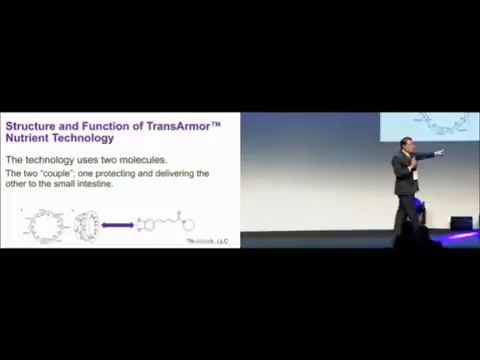 Structure and Function of TransArmor™
Nutrient Technology
The technology uses two molecules.
The two “couple”; one protecting and delivering the
other to the small intestine.
LLC